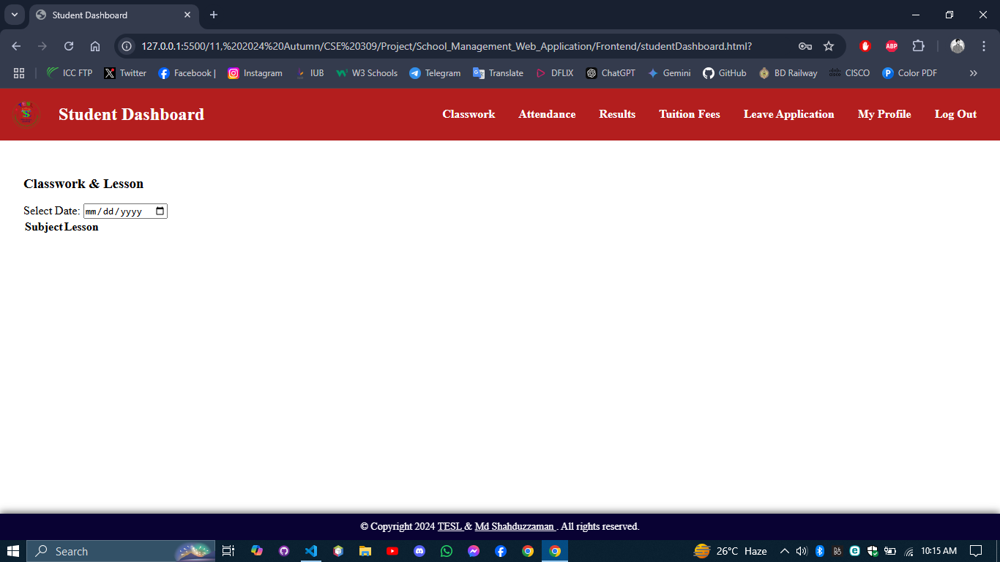 Student Dashboard
127.0.0.1:5500/11,%202024%20Autumn/CSE%20309/Project/School_Management_Web_Application/Frontend/studentDashboard.html?
ABP
ICC FTP Twitter Facebook | Instagram IUB W3 Schools Telegram Translate DFLIX ChatGPT Gemini GitHub BD Railway CISCO Color PDF
Student Dashboard Classwork Attendance Results Tuition Fees Leave Application My Profile Log Out
Classwork & Lesson
Select Date: mm/dd/yyyy
Subject Lesson
© Copyright 2024 TESL & Md Shahduzzaman . All rights reserved.
Search 26°C Haze 10:15 AM